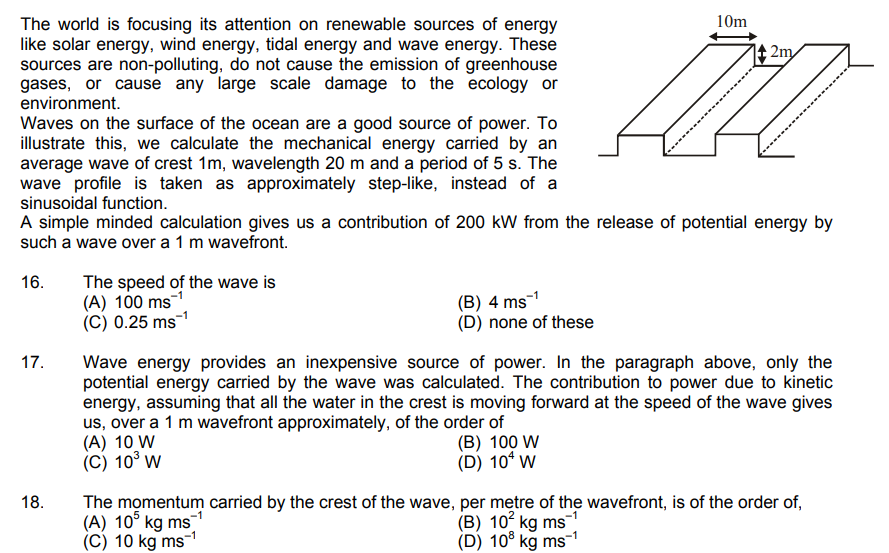 The world is focusing its attention on renewable sources of energy
like solar energy, wind energy, tidal energy and wave energy. These
sources are non-polluting, do not cause the emission of greenhouse
gases, or cause any large scale damage to the ecology or
environment.
Waves on the surface of the ocean are a good source of power. To
illustrate this, we calculate the mechanical energy carried by an
average wave of crest 1m, wavelength 20 m and a period of 5 s. The
wave profile is taken as approximately step-like, instead of a
sinusoidal function.
10m
2m
A simple minded calculation gives us a contribution of 200 kW from the release of potential energy by
such a wave over a 1 m wavefront.
16. The speed of the wave is
(A) 100 ms⁻¹ (B) 4 ms⁻¹
(C) 0.25 ms⁻¹ (D) none of these
17. Wave energy provides an inexpensive source of power. In the paragraph above, only the
potential energy carried by the wave was calculated. The contribution to power due to kinetic
energy, assuming that all the water in the crest is moving forward at the speed of the wave gives
us, over a 1 m wavefront approximately, of the order of
(A) 10 W (B) 100 W
(C) 10³ W (D) 10⁴ W
18. The momentum carried by the crest of the wave, per metre of the wavefront, is of the order of,
(A) 10⁵ kg ms⁻¹ (B) 10² kg ms⁻¹
(C) 10 kg ms⁻¹ (D) 10⁸ kg ms⁻¹